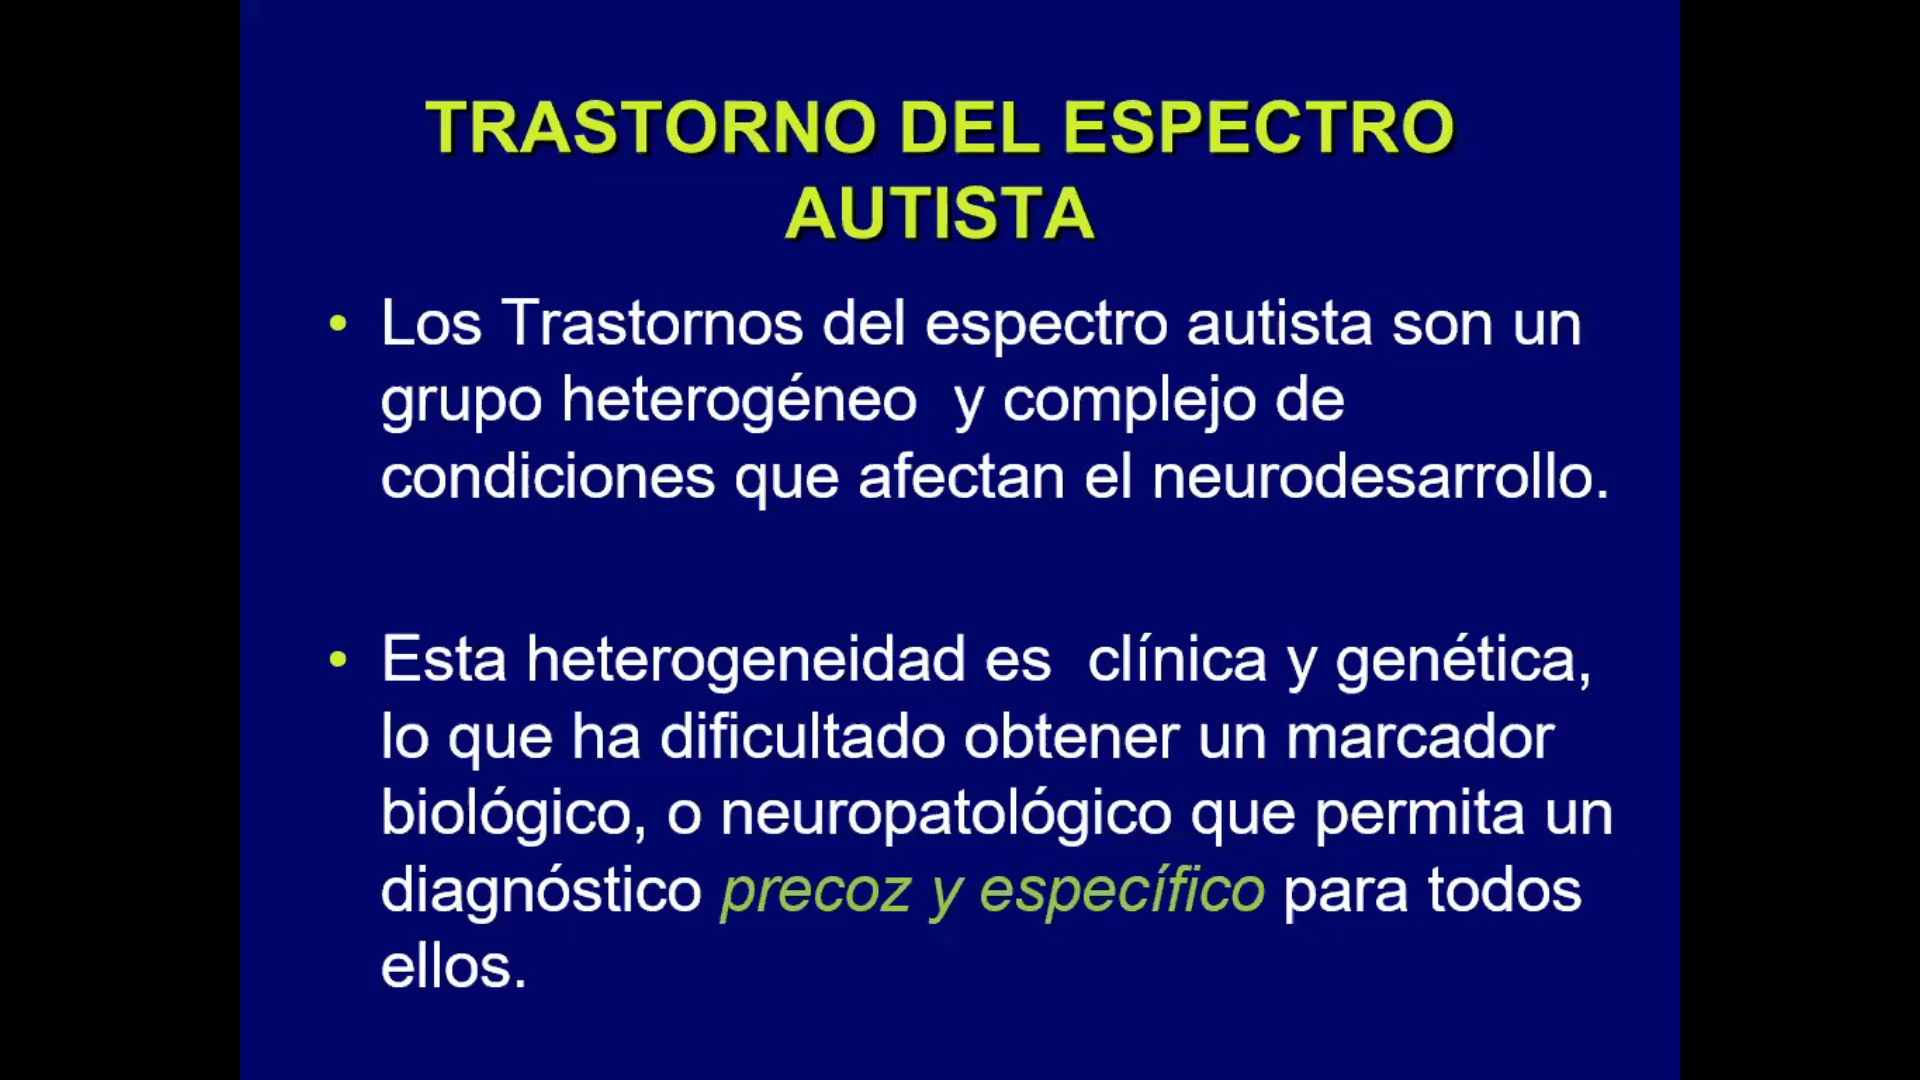 TRASTORNO DEL ESPECTRO
AUTISTA
• Los Trastornos del espectro autista son un
grupo heterogéneo  y complejo de
condiciones que afectan el neurodesarrollo.
• Esta heterogeneidad es  clínica y genética,
lo que ha dificultado obtener un marcador
biológico, o neuropatológico que permita un
diagnóstico precoz y específico para todos
ellos.